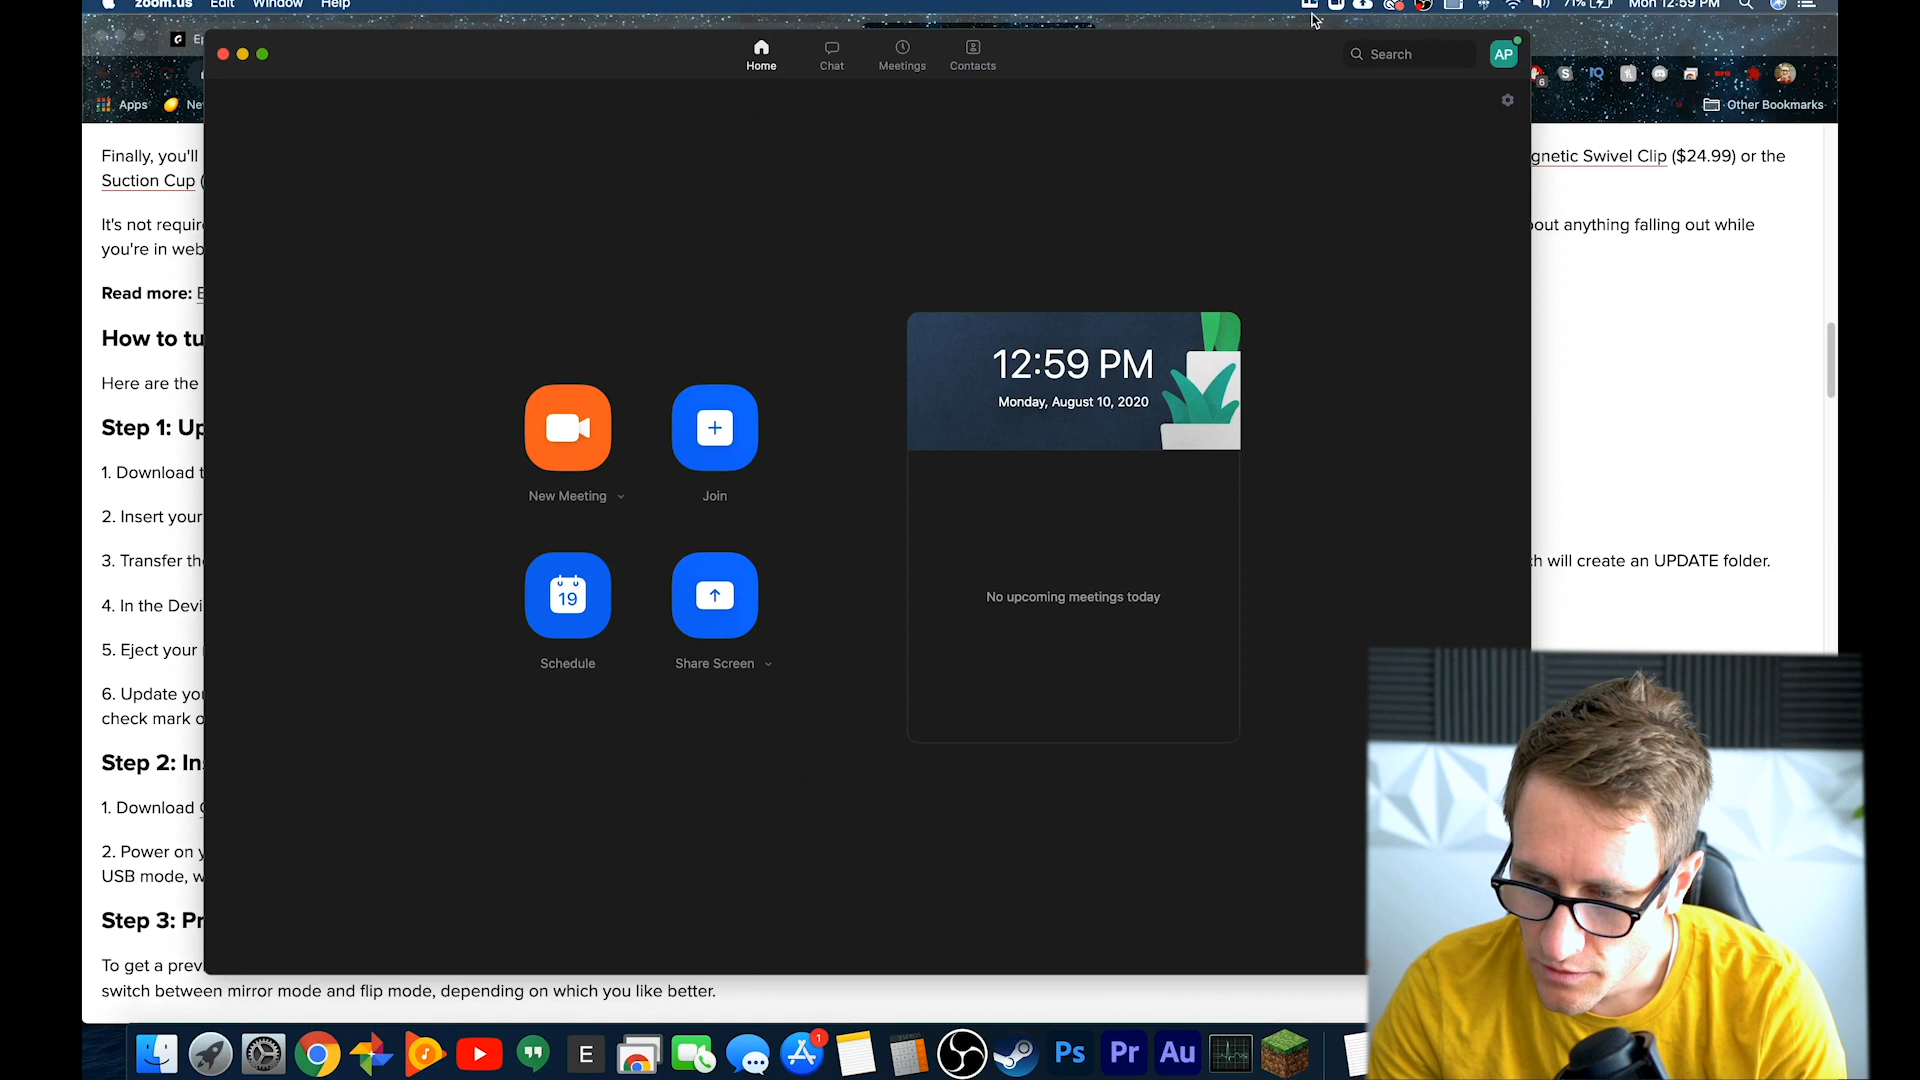 zoom.us Edit Window Help
71% Mon 12:59 PM
Home Chat Meetings Contacts
Search
AP
6
S
IQ
Apps Other Bookmarks
Finally, you'll gnetic Swivel Clip ($24.99) or the
Suction Cup (
It's not requir out anything falling out while
you're in web
Read more:
How to tu
Here are the
Step 1: Up
1. Download t
2. Insert your
3. Transfer th h will create an UPDATE folder.
4. In the Devi
5. Eject your
6. Update you
check mark o
Step 2: Ins
1. Download
2. Power on y
USB mode, w
Step 3: Pr
To get a prev
switch between mirror mode and flip mode, depending on which you like better.
12:59 PM
Monday, August 10, 2020
New Meeting
Join
19
Schedule
Share Screen
No upcoming meetings today
E
1
Ps
Pr
Au